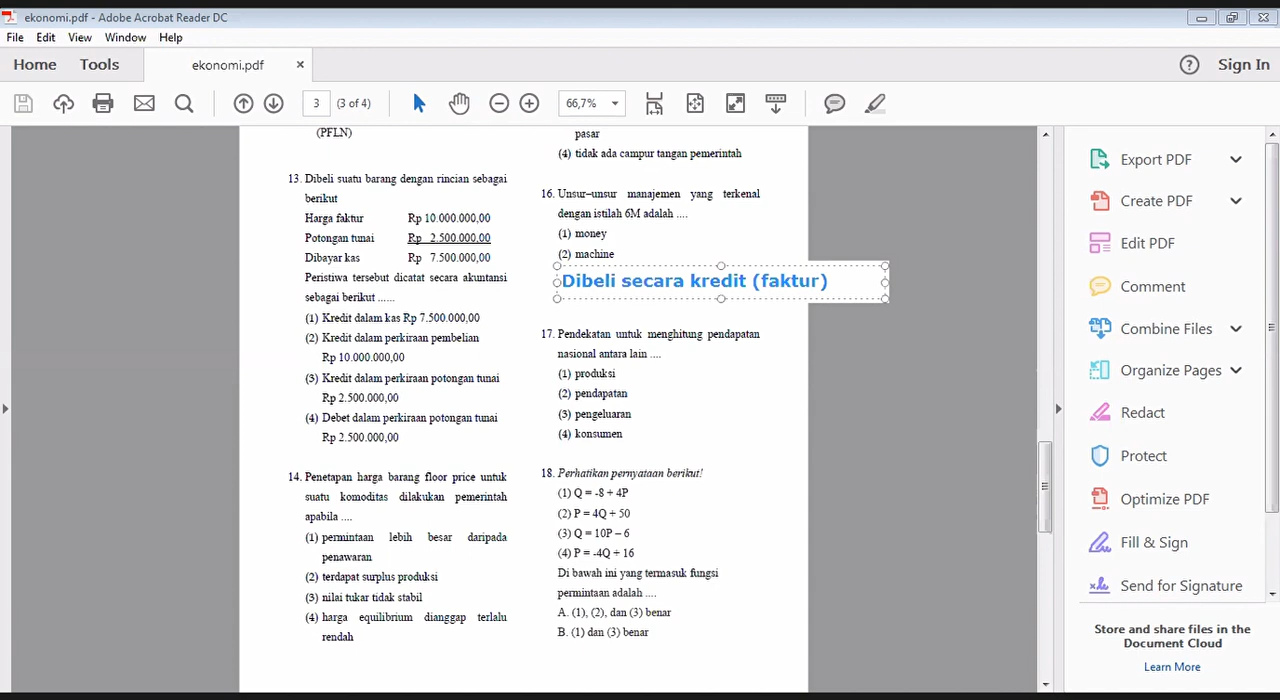 ekonomi.pdf - Adobe Acrobat Reader DC
File Edit View Window Help
Home Tools ekonomi.pdf × ? Sign In
3 (3 of 4) 66,7%
(PFLN)
13. Dibeli suatu barang dengan rincian sebagai
berikut
Harga faktur Rp 10.000.000,00
Potongan tunai Rp 2.500.000,00
Dibayar kas Rp 7.500.000,00
Peristiwa tersebut dicatat secara akuntansi
sebagai berikut ......
(1) Kredit dalam kas Rp 7.500.000,00
(2) Kredit dalam perkiraan pembelian
Rp 10.000.000,00
(3) Kredit dalam perkiraan potongan tunai
Rp 2.500.000,00
(4) Debet dalam perkiraan potongan tunai
Rp 2.500.000,00
14. Penetapan harga barang floor price untuk
suatu komoditas dilakukan pemerintah
apabila ....
(1) permintaan lebih besar daripada
penawaran
(2) terdapat surplus produksi
(3) nilai tukar tidak stabil
(4) harga equilibrium dianggap terlalu
rendah
pasar
(4) tidak ada campur tangan pemerintah
16. Unsur–unsur manajemen yang terkenal
dengan istilah 6M adalah ....
(1) money
(2) machine
Dibeli secara kredit (faktur)
17. Pendekatan untuk menghitung pendapatan
nasional antara lain ....
(1) produksi
(2) pendapatan
(3) pengeluaran
(4) konsumen
18. Perhatikan pernyataan berikut!
(1) Q = -8 + 4P
(2) P = 4Q + 50
(3) Q = 10P – 6
(4) P = -4Q + 16
Di bawah ini yang termasuk fungsi
permintaan adalah ....
A. (1), (2), dan (3) benar
B. (1) dan (3) benar
Export PDF
Create PDF
Edit PDF
Comment
Combine Files
Organize Pages
Redact
Protect
Optimize PDF
Fill & Sign
Send for Signature
Store and share files in the
Document Cloud
Learn More